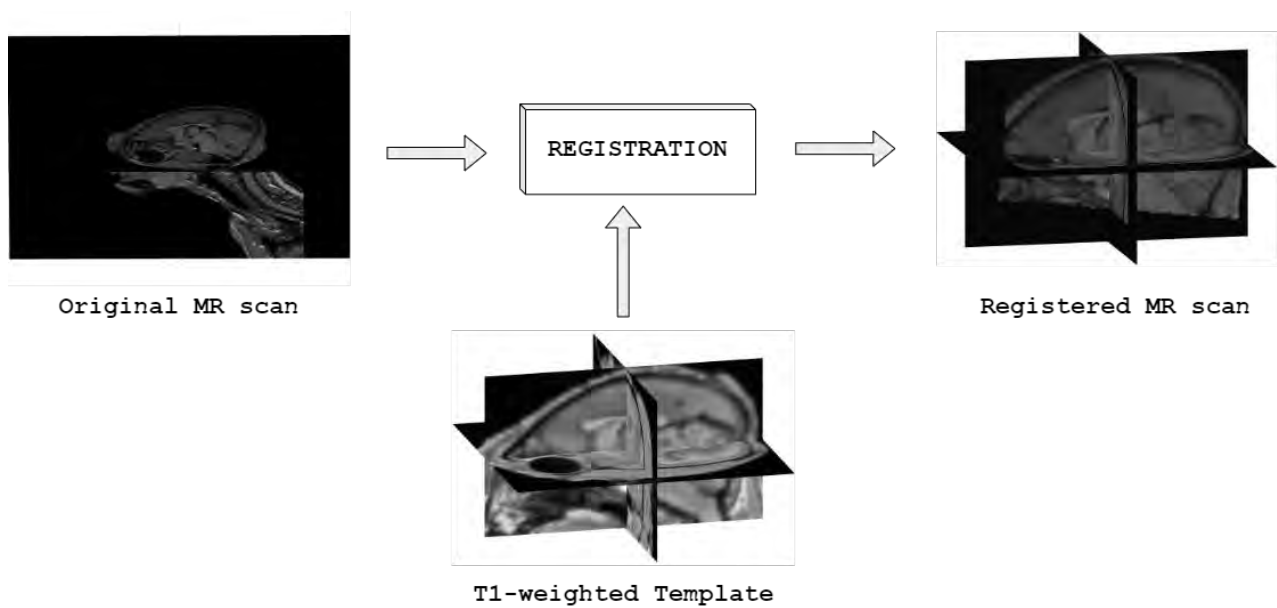 REGISTRATION
Original MR scan
Registered MR scan
T1-weighted Template